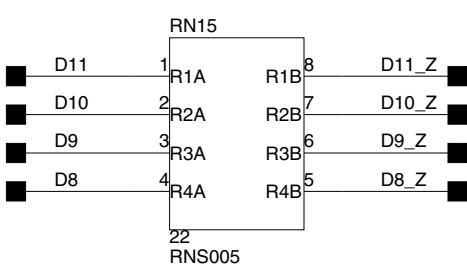 RN15
D11 1 R1A R1B 8 D11_Z
D10 2 R2A R2B 7 D10_Z
D9 3 R3A R3B 6 D9_Z
D8 4 R4A R4B 5 D8_Z
22
RNS005